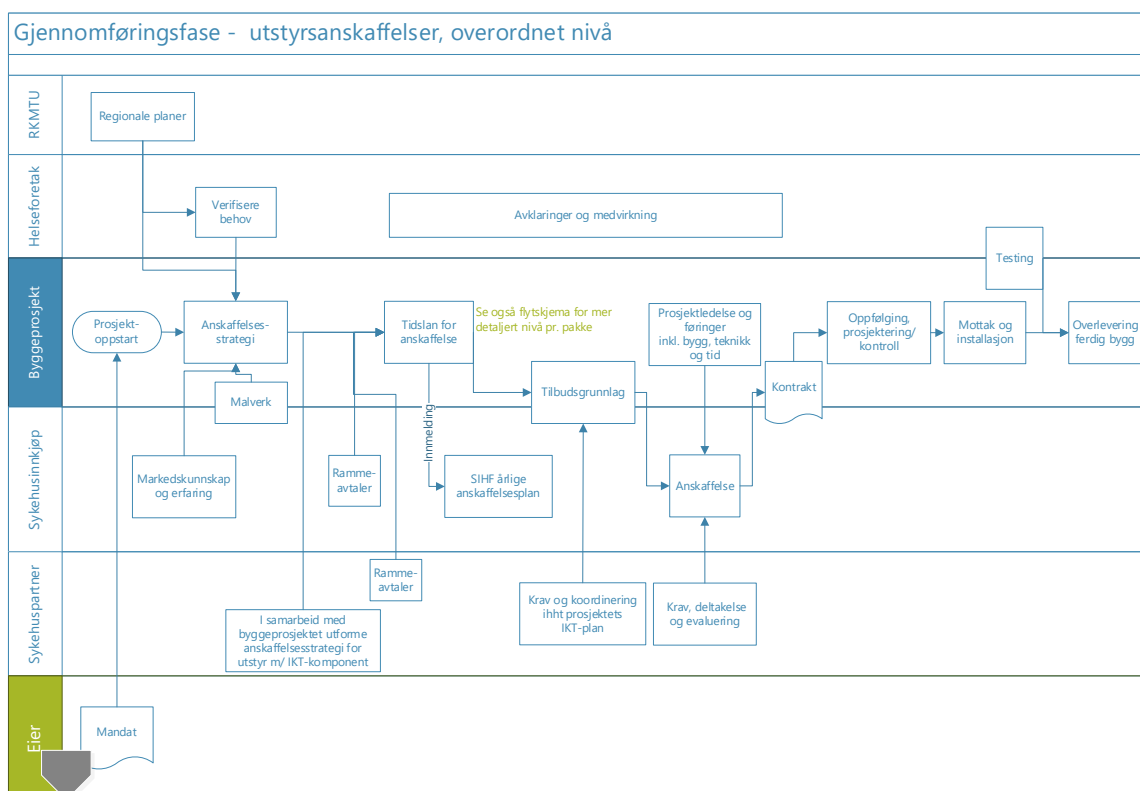 Gjennomføringsfase - utstyrsanskaffelser, overordnet nivå
RKMTU
Regionale planer
Helseforetak
Verifisere
behov
Avklaringer og medvirkning
Testing
Byggeprosjekt
Prosjekt-
oppstart
Anskaffelses-
strategi
Malverk
Tidslan for
anskaffelse
Se også flytskjema for mer
detaljert nivå pr. pakke
Innmelding
Tilbudsgrunnlag
Prosjektledelse og
føringer
inkl. bygg, teknikk
og tid
Kontrakt
Oppfølging,
prosjektering/
kontroll
Mottak og
installasjon
Overlevering
ferdig bygg
Sykehusinnkjøp
Markedskunnskap
og erfaring
Ramme-
avtaler
SIHF årlige
anskaffelsesplan
Anskaffelse
Sykehuspartner
Ramme-
avtaler
I samarbeid med
byggeprosjektet utforme
anskaffelsesstrategi for
utstyr m/ IKT-komponent
Krav og koordinering
ihht prosjektets
IKT-plan
Krav, deltakelse
og evaluering
Eier
Mandat